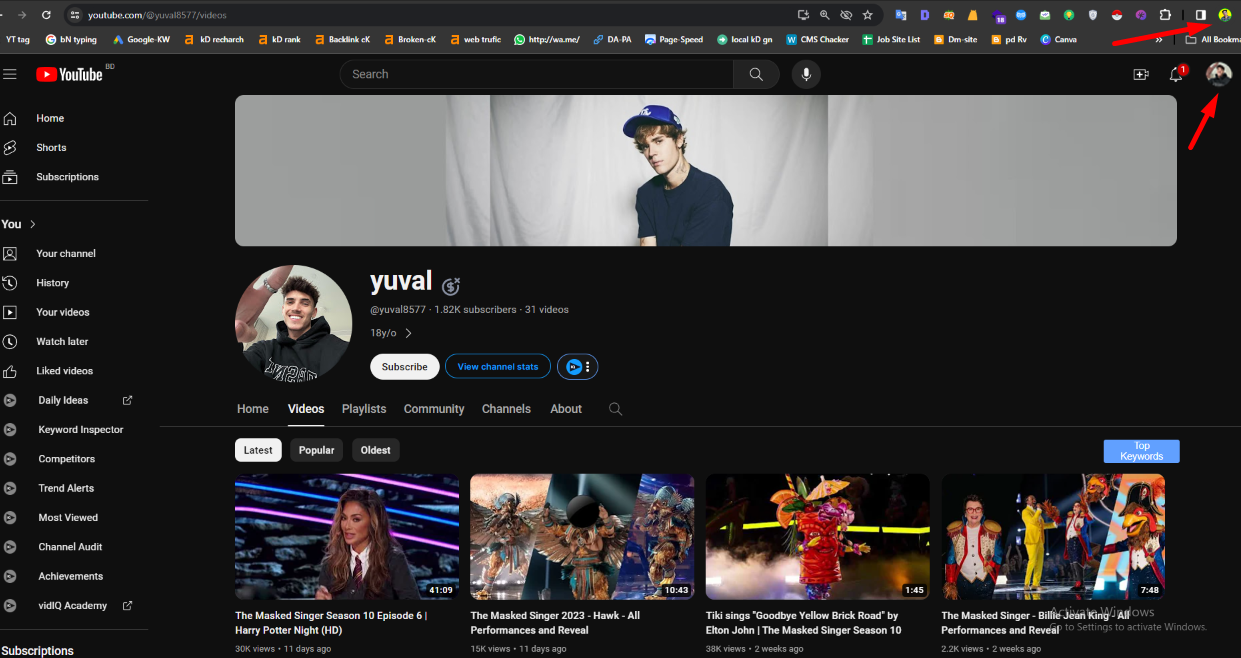 youtube.com/@yuval8577/videos
18
YT tag
bN typing
Google-KW
kD recharch
kD rank
Backlink cK
Broken-cK
web trufic
http://wa.me/
DA-PA
Page-Speed
local kD gn
CMS Checker
Job Site List
Dm-site
pd Rv
Canva
»
All Bookma
YouTube BD
Search
1
Home
Shorts
Subscriptions
You
Your channel
History
Your videos
Watch later
Liked videos
Daily Ideas
Keyword Inspector
Competitors
Trend Alerts
Most Viewed
Channel Audit
Achievements
vidIQ Academy
Subscriptions
yuval
@yuval8577 · 1.82K subscribers · 31 videos
18y/o
Subscribe
View channel stats
Home
Videos
Playlists
Community
Channels
About
Latest
Popular
Oldest
Top
Keywords
41:09
The Masked Singer Season 10 Episode 6 |
Harry Potter Night (HD)
30K views • 11 days ago
10:43
The Masked Singer 2023 - Hawk - All
Performances and Reveal
15K views • 11 days ago
1:45
Tiki sings "Goodbye Yellow Brick Road" by
Elton John | The Masked Singer Season 10
38K views • 2 weeks ago
7:48
The Masked Singer - Billie Jean King - All
Performances and Reveal
2.2K views • 2 weeks ago
Activate Windows
Go to Settings to activate Windows.